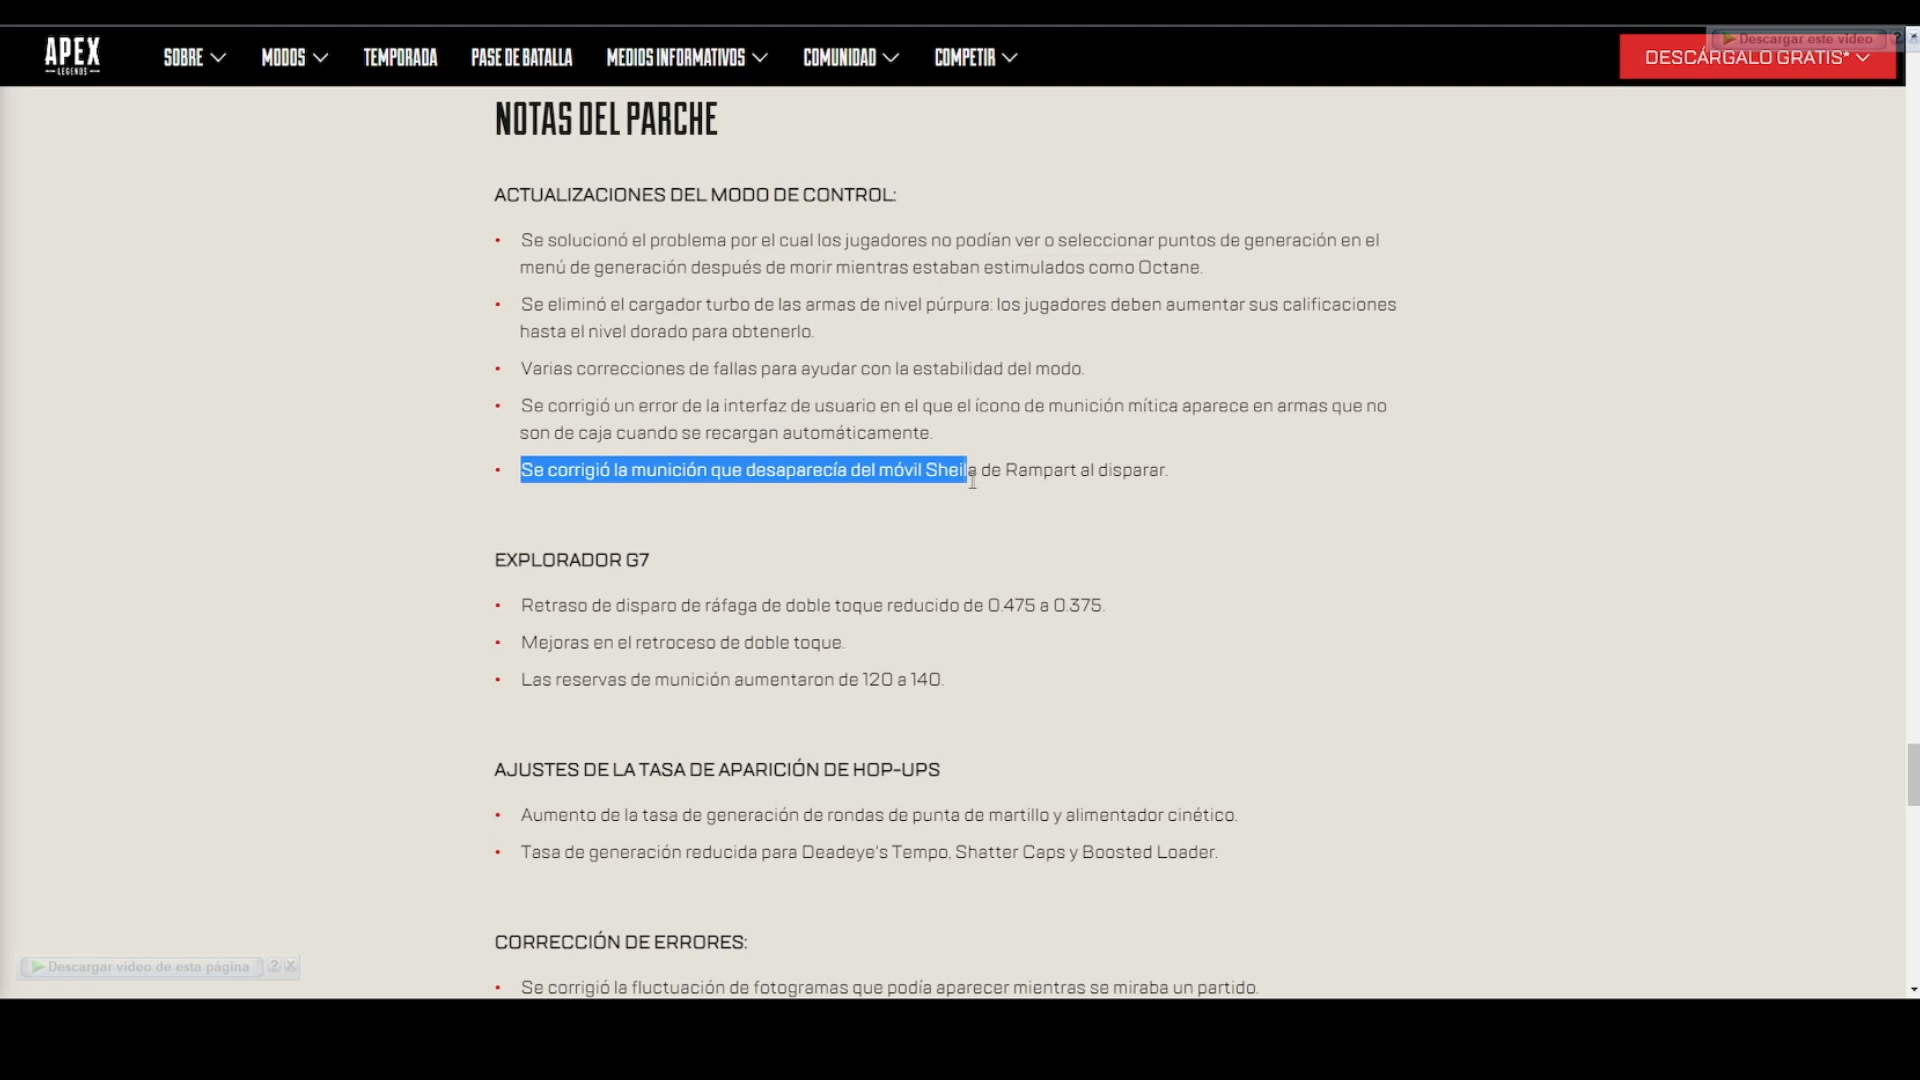 APEX
LEGENDS
SOBRE
MODOS
TEMPORADA
PASE DE BATALLA
MEDIOS INFORMATIVOS
COMUNIDAD
COMPETIR
Descargar este video
DESCÁRGALO GRATIS*
NOTAS DEL PARCHE
ACTUALIZACIONES DEL MODO DE CONTROL:
• Se solucionó el problema por el cual los jugadores no podían ver o seleccionar puntos de generación en el
menú de generación después de morir mientras estaban estimulados como Octane.
• Se eliminó el cargador turbo de las armas de nivel púrpura: los jugadores deben aumentar sus calificaciones
hasta el nivel dorado para obtenerlo.
• Varias correcciones de fallas para ayudar con la estabilidad del modo.
• Se corrigió un error de la interfaz de usuario en el que el ícono de munición mítica aparece en armas que no
son de caja cuando se recargan automáticamente.
• Se corrigió la munición que desaparecía del móvil Sheila de Rampart al disparar.
EXPLORADOR G7
• Retraso de disparo de ráfaga de doble toque reducido de 0.475 a 0.375.
• Mejoras en el retroceso de doble toque.
• Las reservas de munición aumentaron de 120 a 140.
AJUSTES DE LA TASA DE APARICIÓN DE HOP-UPS
• Aumento de la tasa de generación de rondas de punta de martillo y alimentador cinético.
• Tasa de generación reducida para Deadeye's Tempo, Shatter Caps y Boosted Loader.
CORRECCIÓN DE ERRORES:
Descargar video de esta página ? X
• Se corrigió la fluctuación de fotogramas que podía aparecer mientras se miraba un partido.